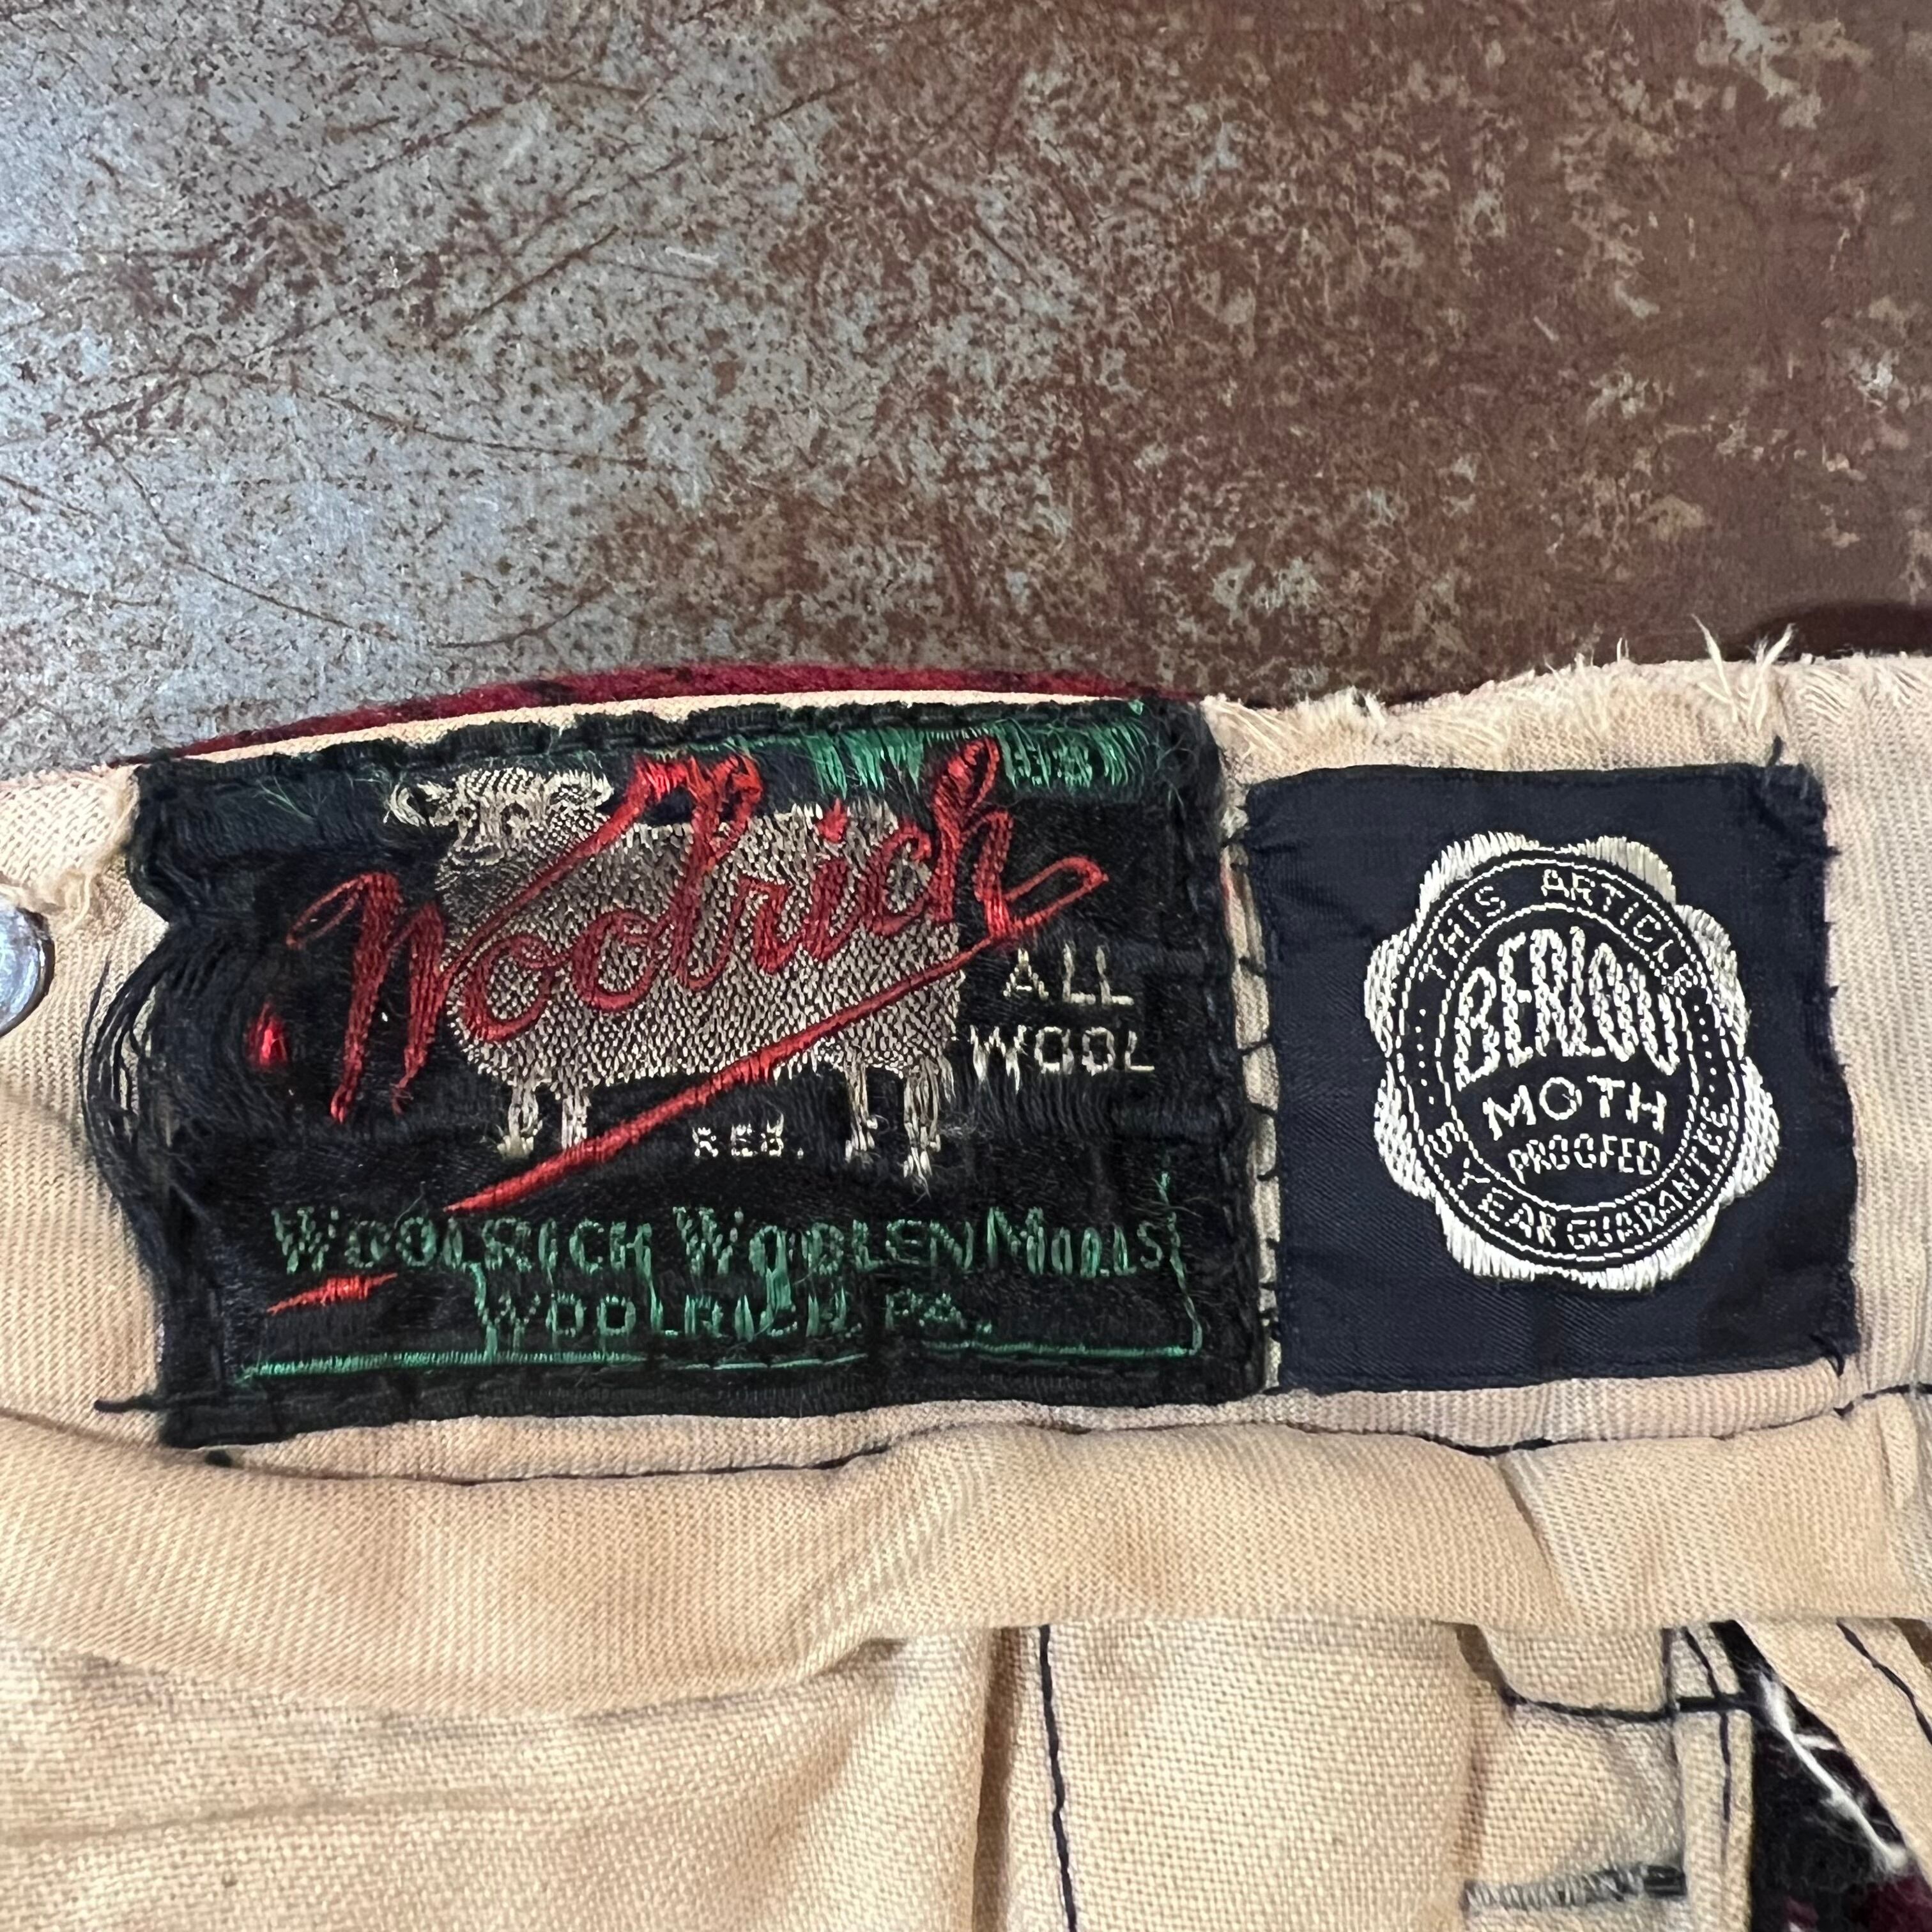 Woolrich
ALL
WOOL
REG.
WOOLRICH WOOLEN MILLS
WOOLRICH, PA.
THIS ARTICLE
BERLOU
MOTH
PROOFED
5 YEAR GUARANTEE